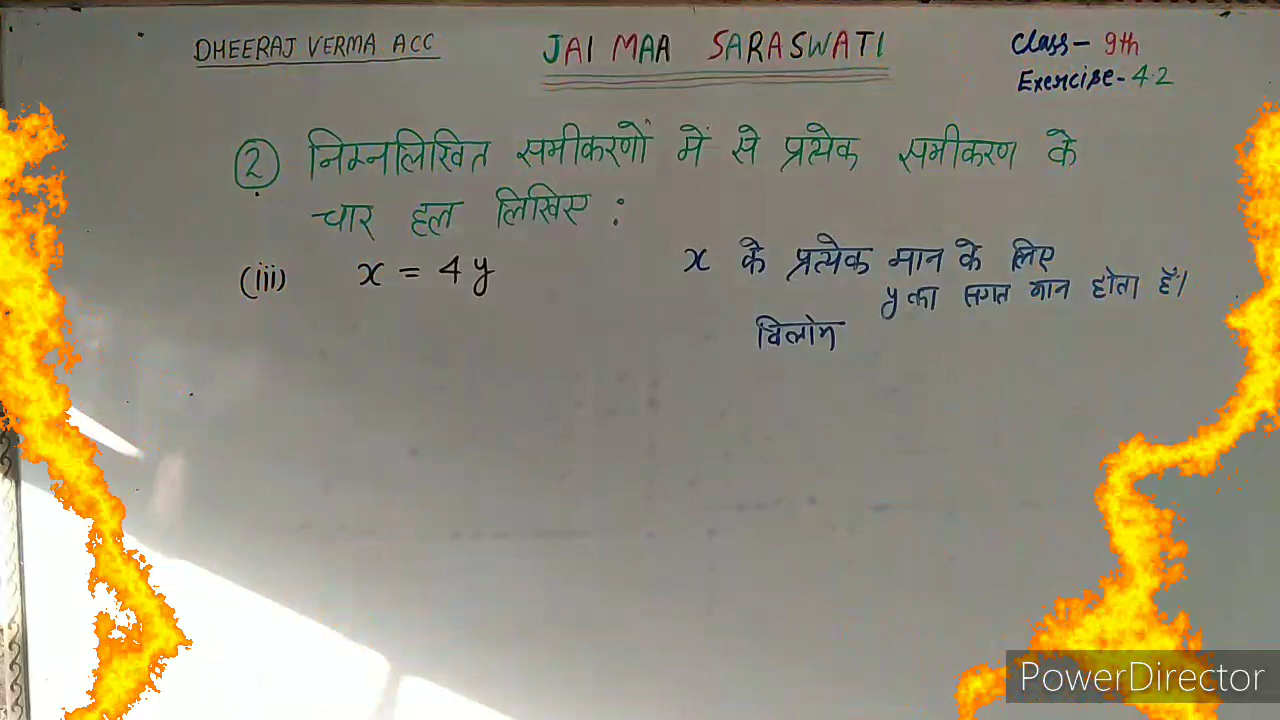 DHEERAJ VERMA ACC
JAI MAA SARASWATI
Class - 9th
Exercise - 4.2
② निम्नलिखित समीकरणों में से प्रत्येक समीकरण के
चार हल लिखिए :
(iii) x = 4y
x के प्रत्येक मान के लिए
y का संगत मान होता है।
विलोम
PowerDirector